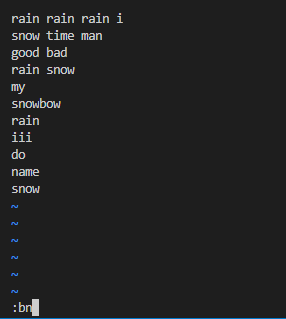 rain rain rain i
snow time man
good bad
rain snow
my
snowbow
rain
iii
do
name
snow
~
~
~
~
~
~
:bn